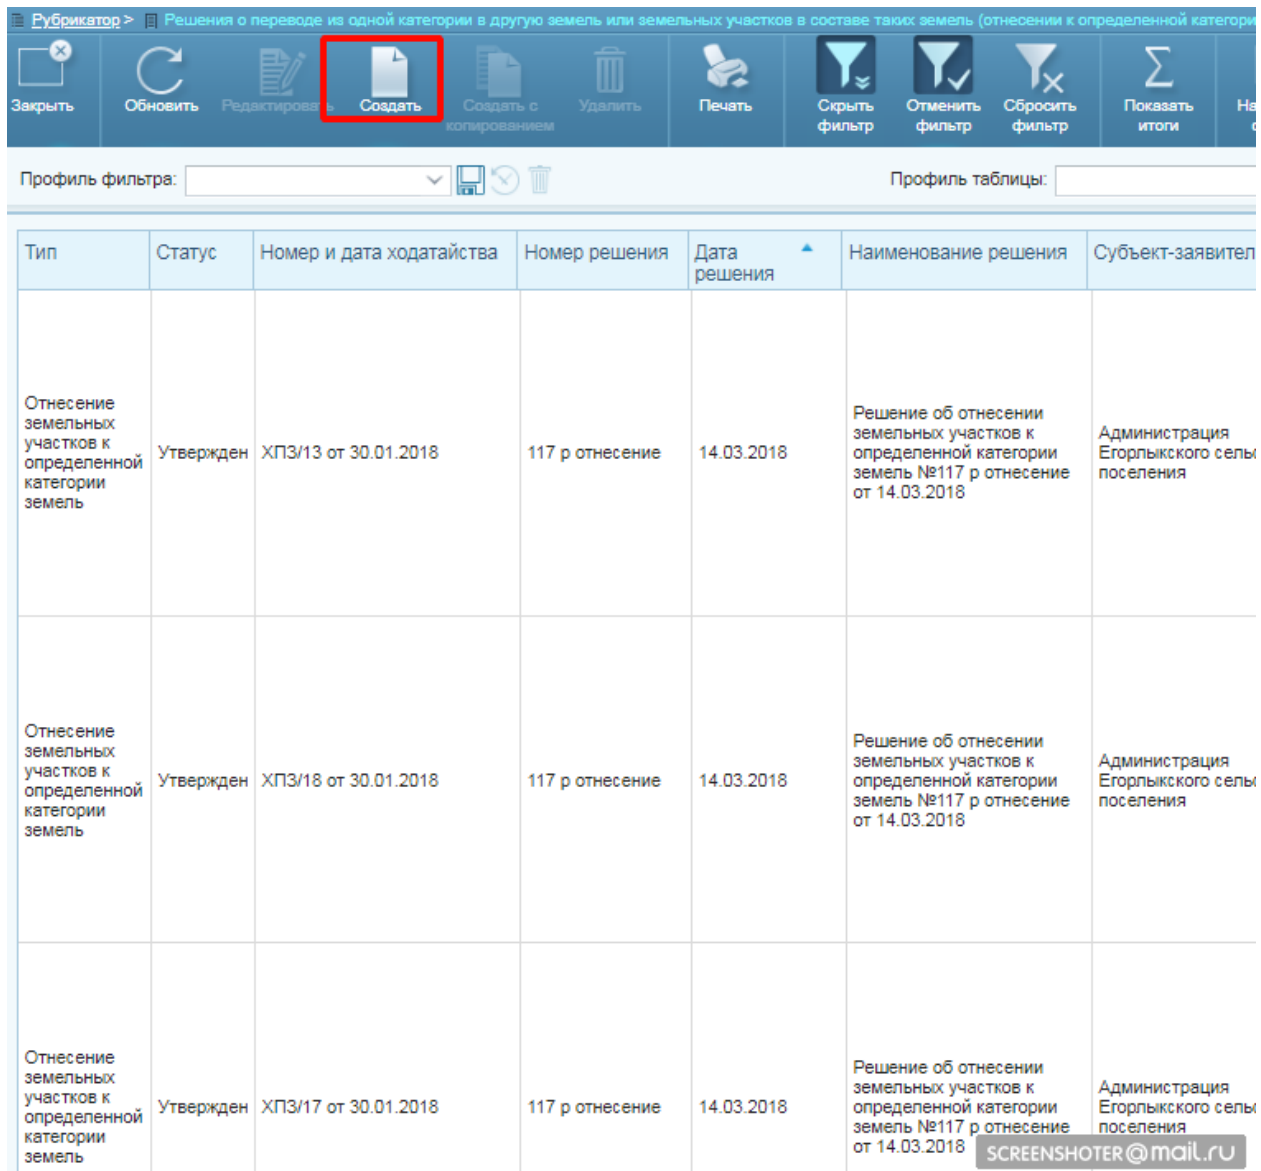 Рубрикатор > Решения о переводе из одной категории в другую земель или земельных участков в составе таких земель (отнесении к определенной категори
Закрыть
Обновить
Редактировать
Создать
Создать с
копированием
Удалить
Печать
Скрыть
фильтр
Отменить
фильтр
Сбросить
фильтр
Показать
итоги
На
Профиль фильтра:
Профиль таблицы:
Тип
Статус
Номер и дата ходатайства
Номер решения
Дата
решения
Наименование решения
Субъект-заявител
Отнесение
земельных
участков к
определенной
категории
земель
Утвержден
ХПЗ/13 от 30.01.2018
117 р отнесение
14.03.2018
Решение об отнесении
земельных участков к
определенной категории
земель №117 р отнесение
от 14.03.2018
Администрация
Егорлыкского сель
поселения
Отнесение
земельных
участков к
определенной
категории
земель
Утвержден
ХПЗ/18 от 30.01.2018
117 р отнесение
14.03.2018
Решение об отнесении
земельных участков к
определенной категории
земель №117 р отнесение
от 14.03.2018
Администрация
Егорлыкского сель
поселения
Отнесение
земельных
участков к
определенной
категории
земель
Утвержден
ХПЗ/17 от 30.01.2018
117 р отнесение
14.03.2018
Решение об отнесении
земельных участков к
определенной категории
земель №117 р отнесение
от 14.03.2018
Администрация
Егорлыкского сель
поселения
SCREENSHOTER@mail.ru